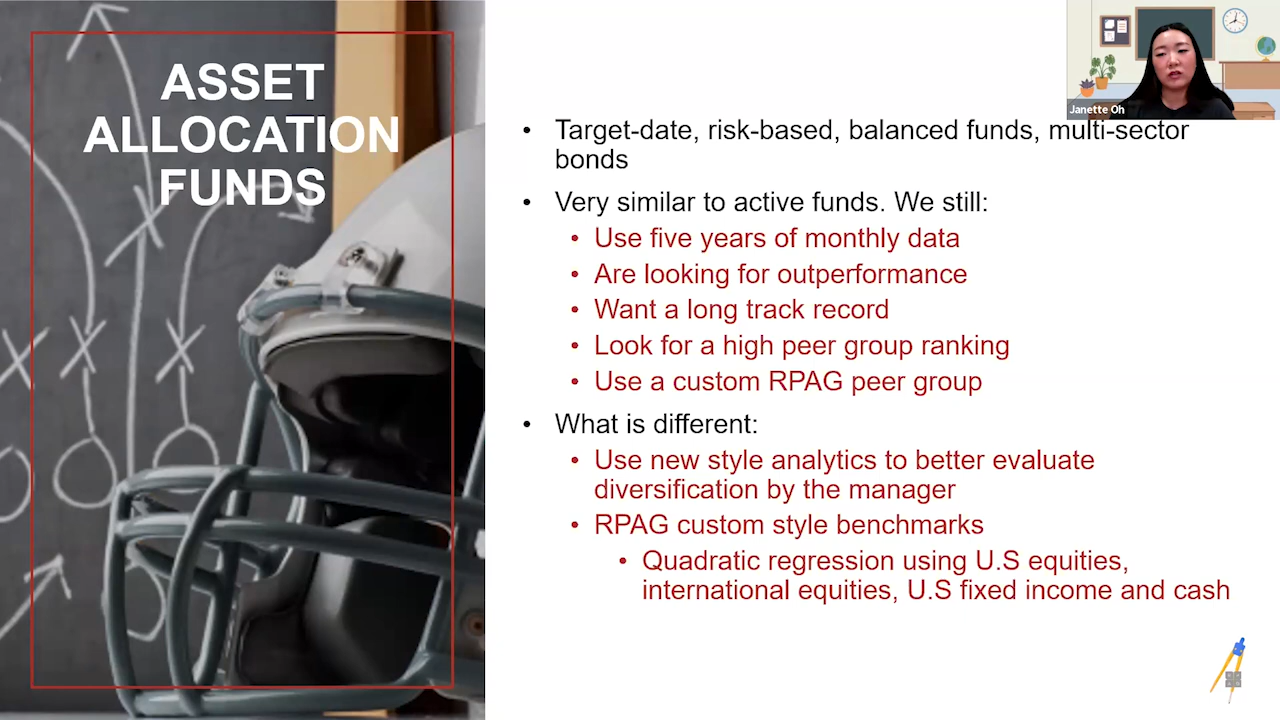 ASSET
ALLOCATION
FUNDS
Janette Oh
• Target-date, risk-based, balanced funds, multi-sector
bonds
• Very similar to active funds. We still:
• Use five years of monthly data
• Are looking for outperformance
• Want a long track record
• Look for a high peer group ranking
• Use a custom RPAG peer group
• What is different:
• Use new style analytics to better evaluate
diversification by the manager
• RPAG custom style benchmarks
• Quadratic regression using U.S equities,
international equities, U.S fixed income and cash